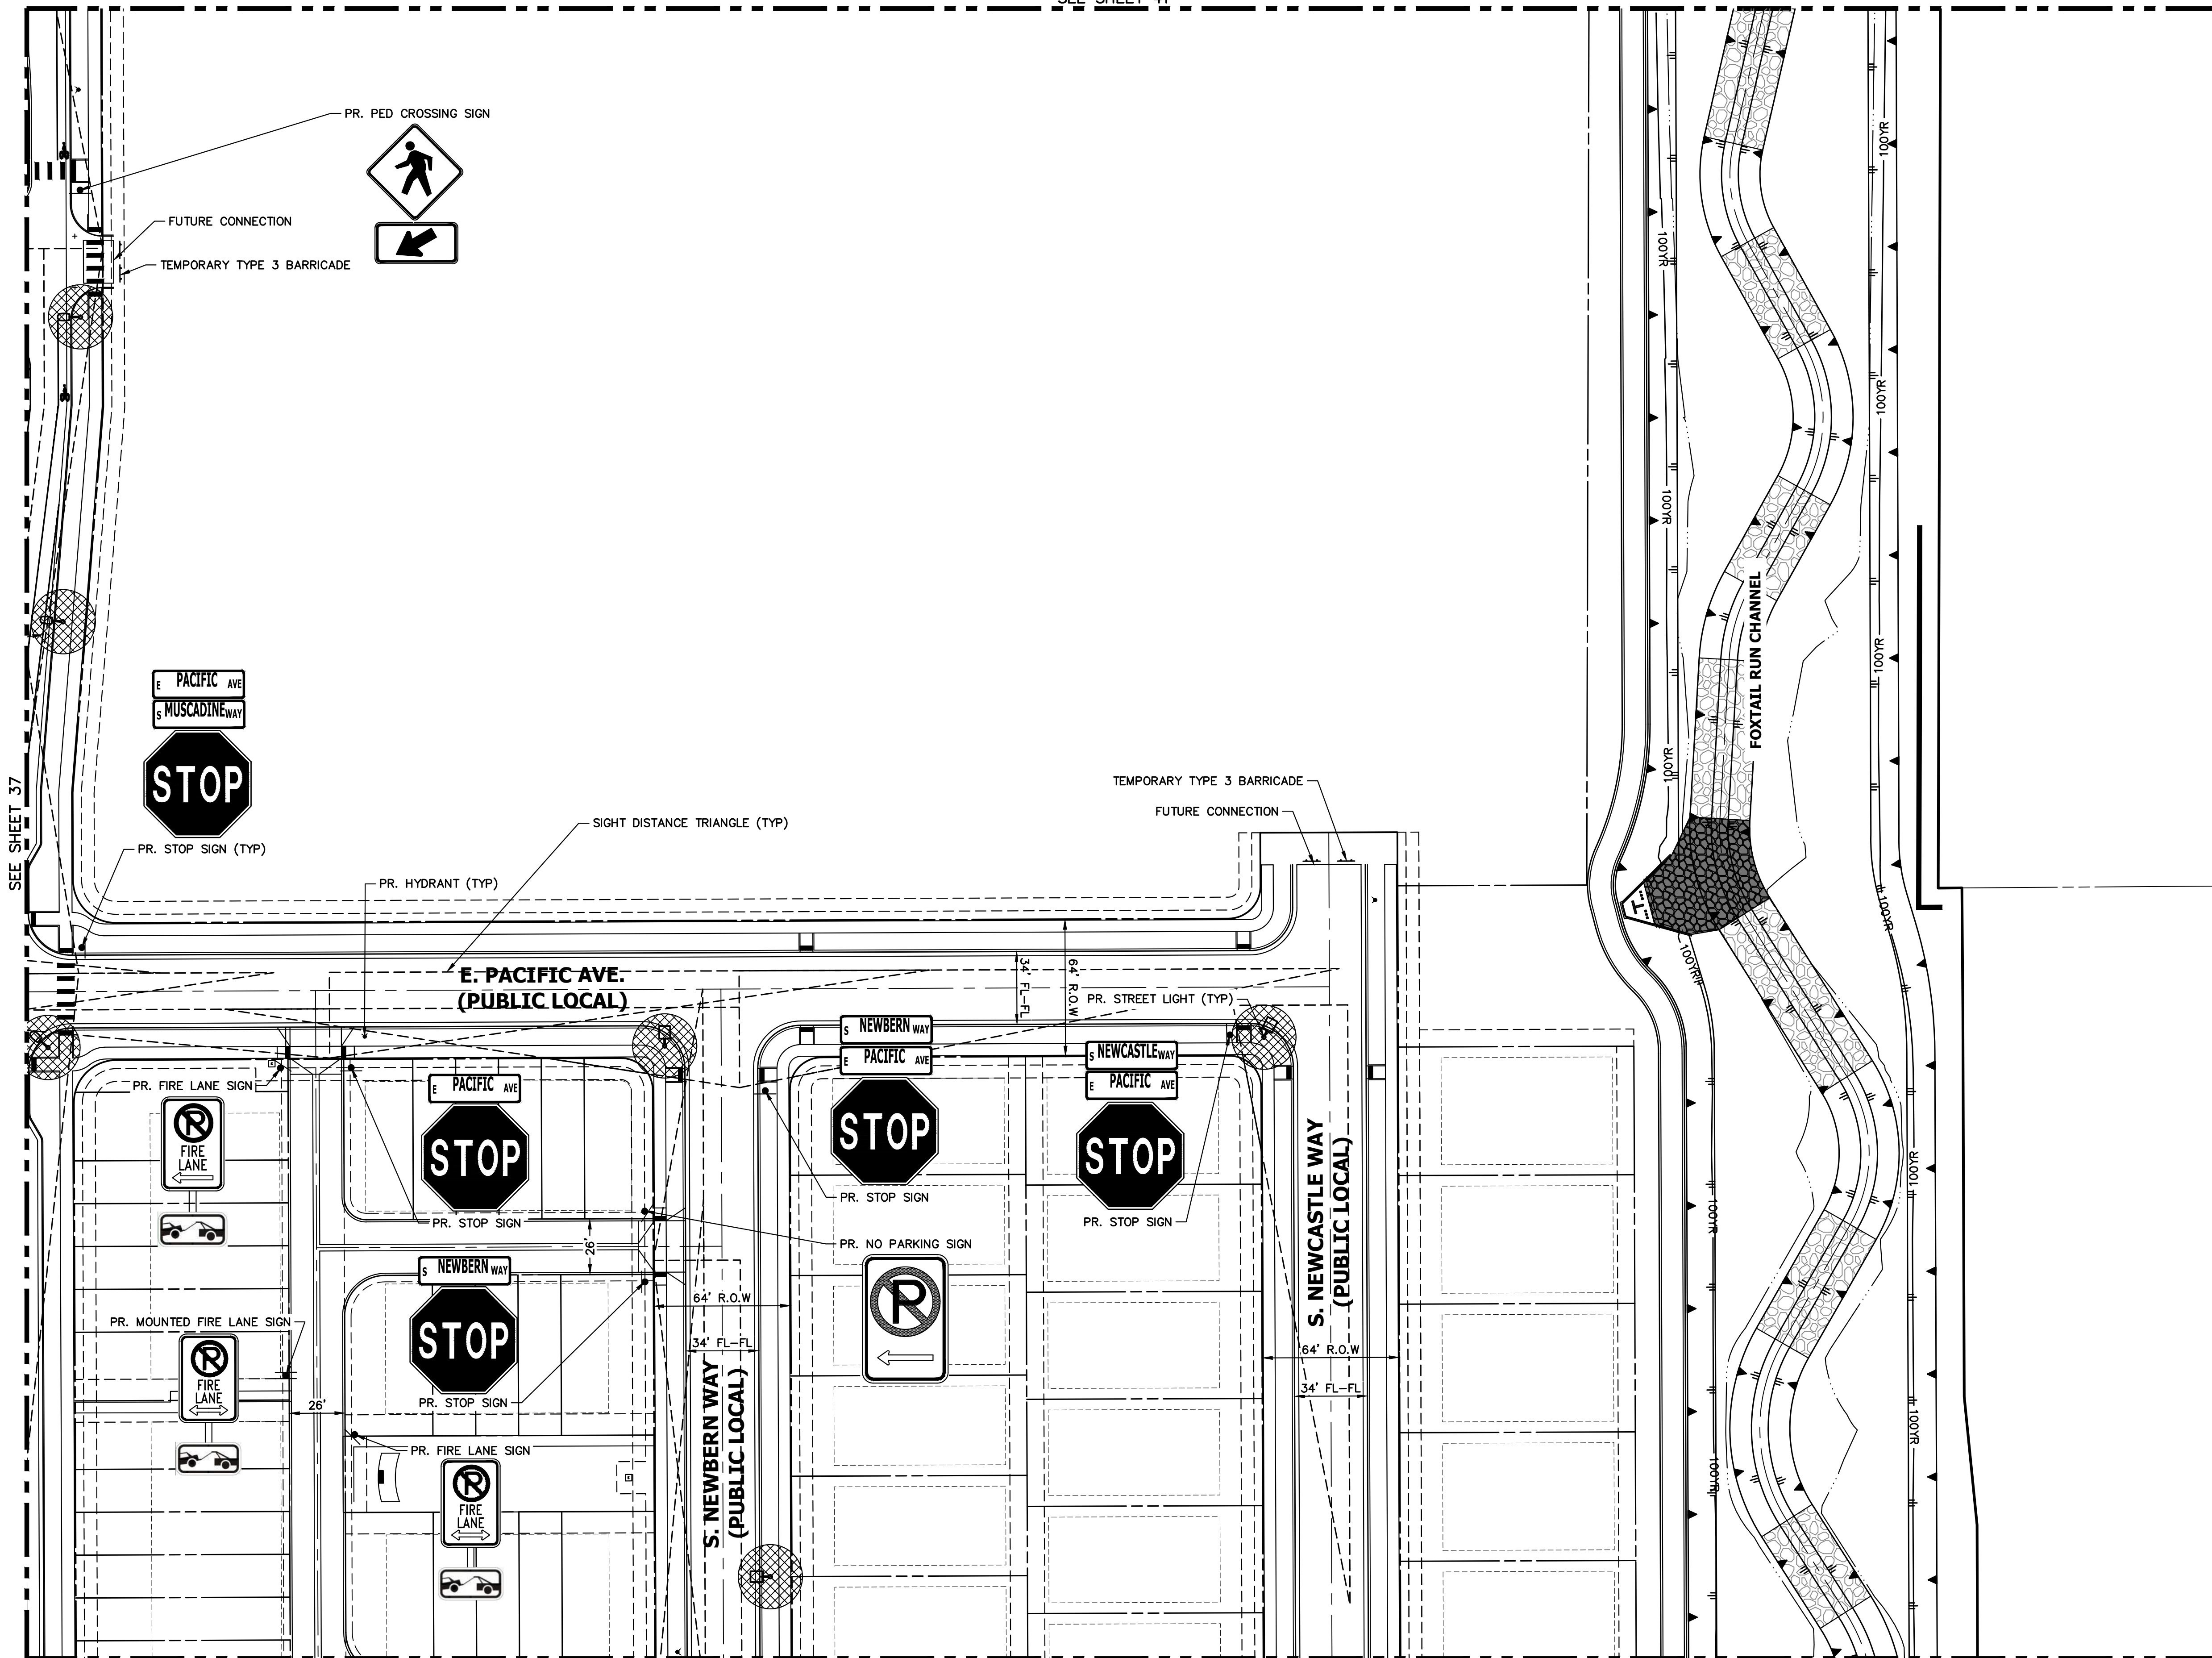 SEE SHEET 41
PR. PED CROSSING SIGN
FUTURE CONNECTION
TEMPORARY TYPE 3 BARRICADE
100YR
100YR
100YR
100YR
FOXTAIL RUN CHANNEL
100YR
100YR
SEE SHEET 37
E PACIFIC AVE
S MUSCADINE WAY
STOP
PR. STOP SIGN (TYP)
SIGHT DISTANCE TRIANGLE (TYP)
PR. HYDRANT (TYP)
TEMPORARY TYPE 3 BARRICADE
FUTURE CONNECTION
100YR
100YR
E. PACIFIC AVE.
(PUBLIC LOCAL)
34' FL-FL
64' R.O.W
PR. STREET LIGHT (TYP)
PR. FIRE LANE SIGN
P
FIRE
LANE
E PACIFIC AVE
STOP
PR. STOP SIGN
S NEWBERN WAY
E PACIFIC AVE
STOP
PR. STOP SIGN
S NEWCASTLE WAY
E PACIFIC AVE
STOP
PR. STOP SIGN
S. NEWCASTLE WAY
(PUBLIC LOCAL)
26'
PR. NO PARKING SIGN
P
S NEWBERN WAY
STOP
PR. STOP SIGN
64' R.O.W
34' FL-FL
S. NEWBERN WAY
(PUBLIC LOCAL)
64' R.O.W
34' FL-FL
PR. MOUNTED FIRE LANE SIGN
P
FIRE
LANE
26'
PR. FIRE LANE SIGN
P
FIRE
LANE
100YR
100YR
100YR
100YR